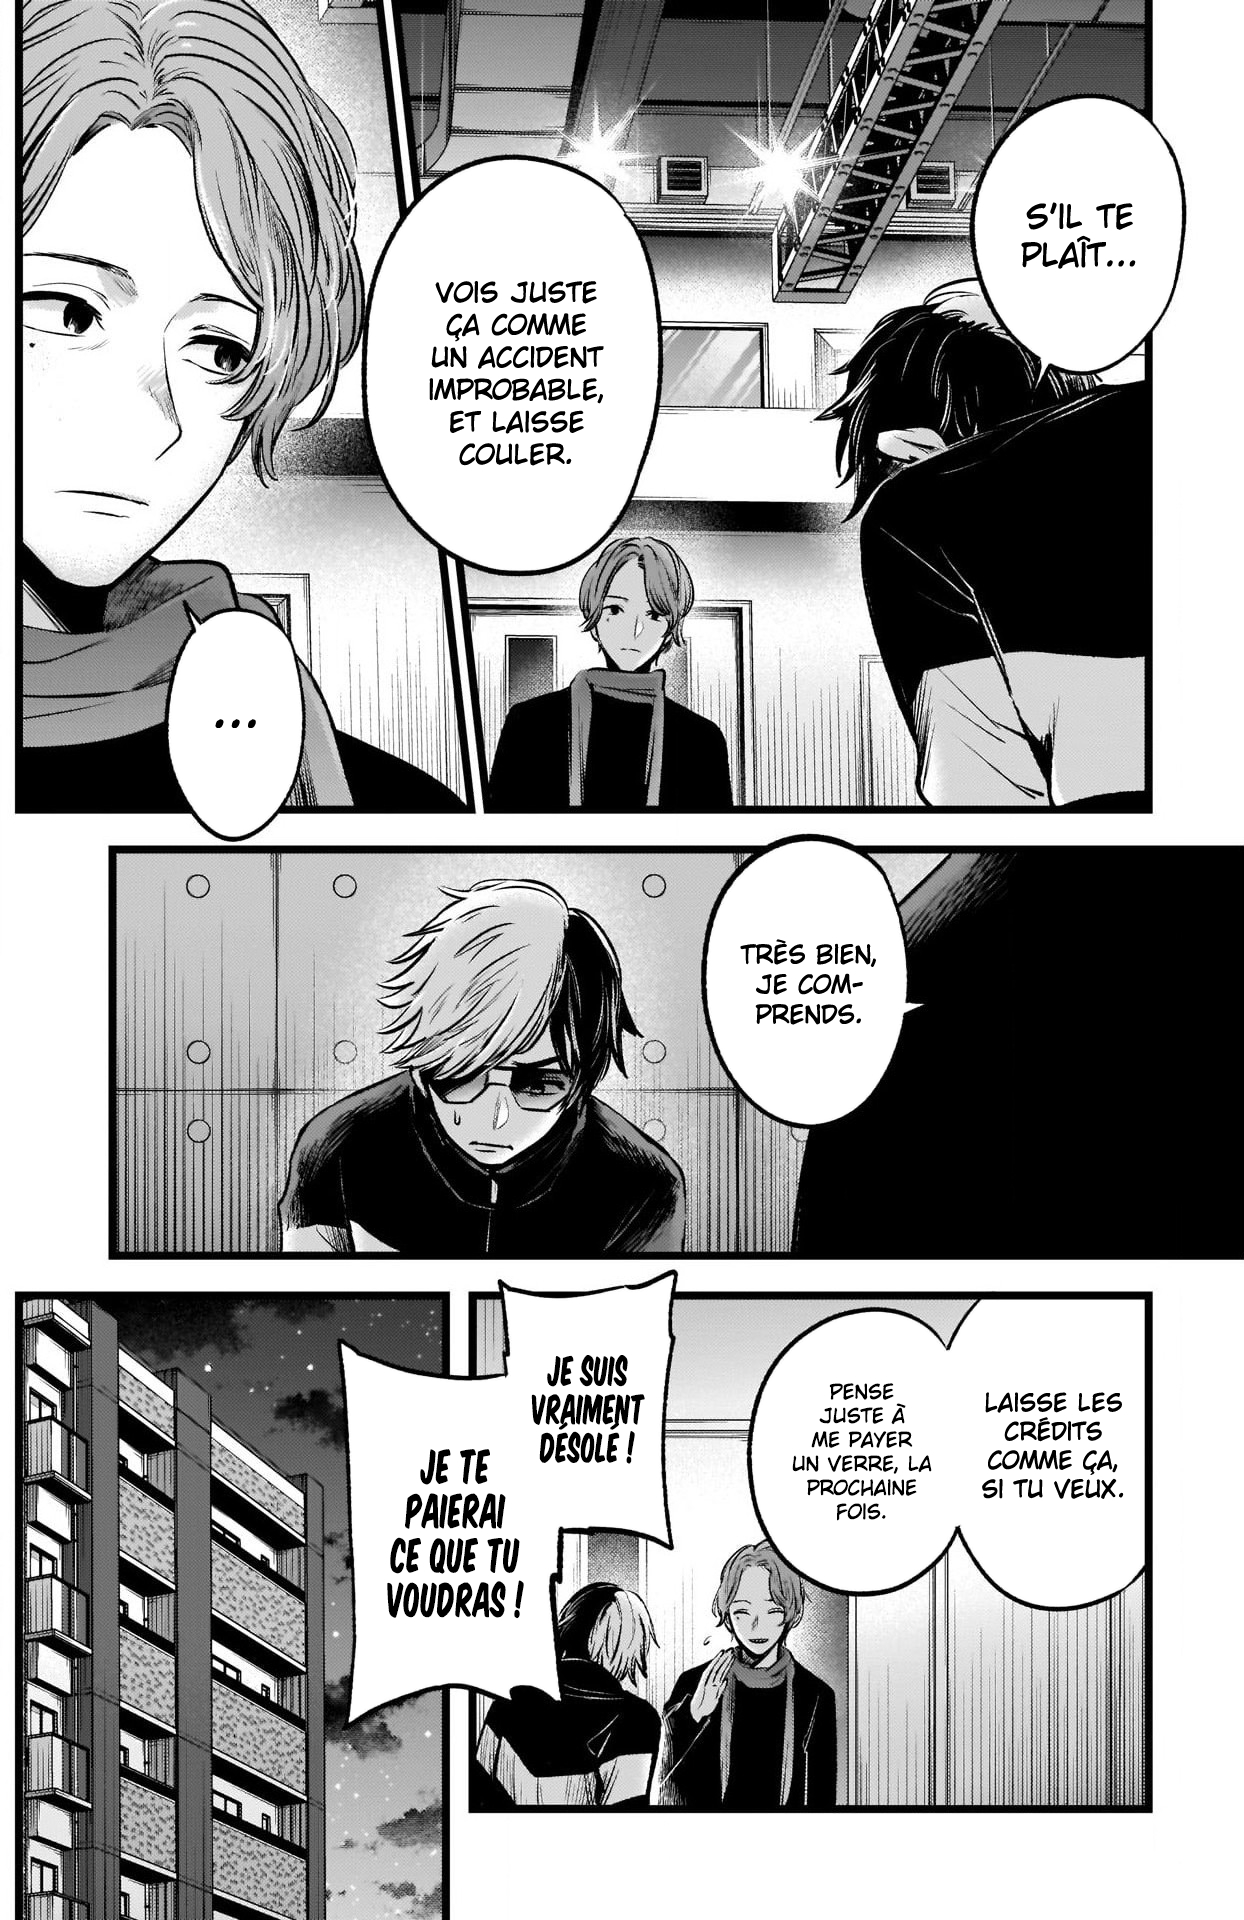 S'IL TE
PLAÎT...
VOIS JUSTE
ÇA COMME
UN ACCIDENT
IMPROBABLE,
ET LAISSE
COULER.
...
TRÈS BIEN,
JE COM-
PRENDS.
LAISSE LES
CRÉDITS
COMME ÇA,
SI TU VEUX.
PENSE
JUSTE À
ME PAYER
UN VERRE, LA
PROCHAINE
FOIS.
JE SUIS
VRAIMENT
DÉSOLÉ !
JE TE
PAIERAI
CE QUE TU
VOUDRAS !